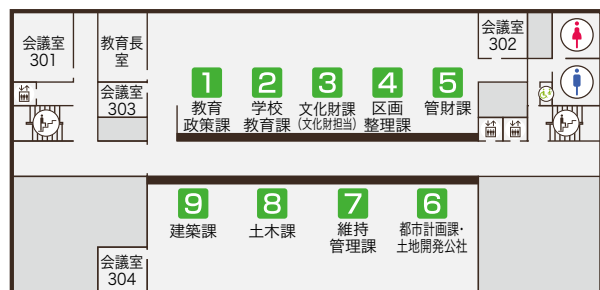 会議室
301
教育長
室
会議室
302
会議室
303
1
教育
政策課
2
学校
教育課
3
文化財課
(文化財担当)
4
区画
整理課
5
管財課
9
建築課
8
土木課
7
維持
管理課
6
都市計画課・
土地開発公社
会議室
304